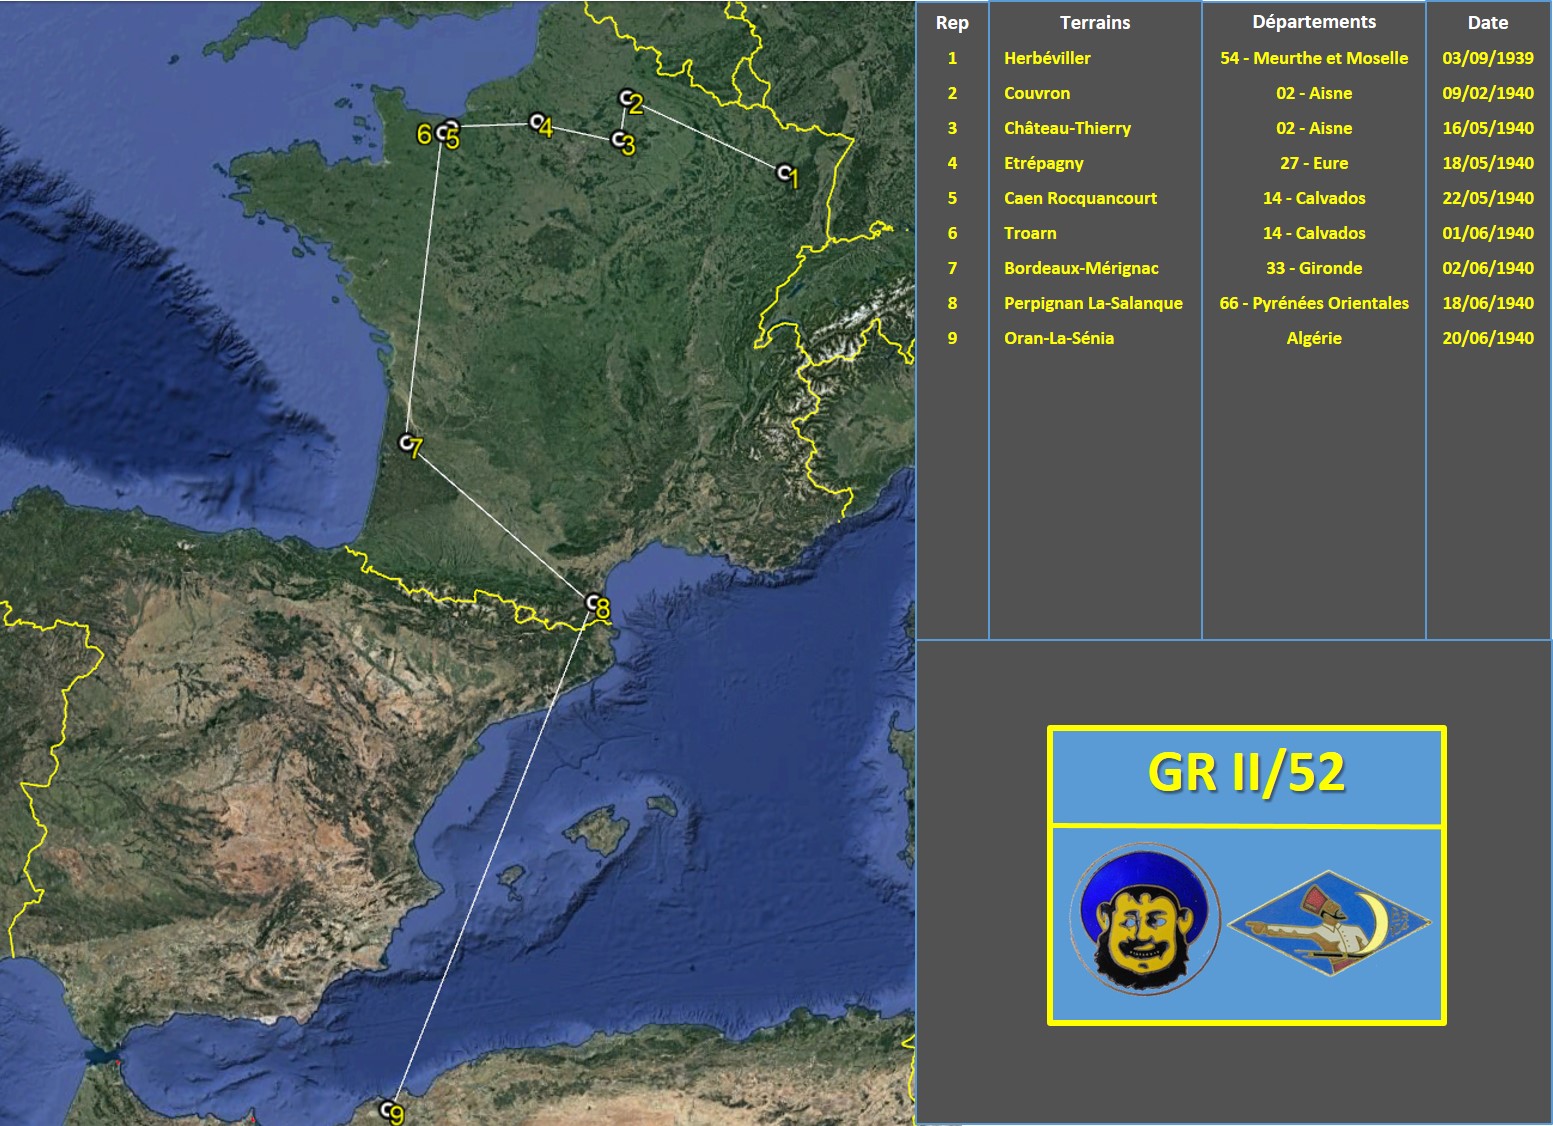 Rep Terrains Départements Date
1 Herbéviller 54 - Meurthe et Moselle 03/09/1939
2 Couvron 02 - Aisne 09/02/1940
3 Château-Thierry 02 - Aisne 16/05/1940
4 Etrépagny 27 - Eure 18/05/1940
5 Caen Rocquancourt 14 - Calvados 22/05/1940
6 Troarn 14 - Calvados 01/06/1940
7 Bordeaux-Mérignac 33 - Gironde 02/06/1940
8 Perpignan La-Salanque 66 - Pyrénées Orientales 18/06/1940
9 Oran-La-Sénia Algérie 20/06/1940
2
4
6 5
3
1
7
8
9
GR II/52